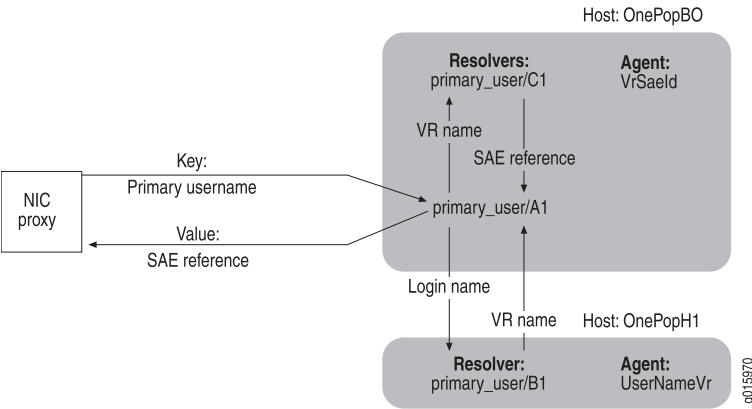 Host: OnePopBO
Resolvers:
primary_user/C1
Agent:
VrSaeId
VR name
SAE reference
Key:
Primary username
NIC
proxy
primary_user/A1
Value:
SAE reference
Login name
VR name
Host: OnePopH1
Resolver:
primary_user/B1
Agent:
UserNameVr
g015970